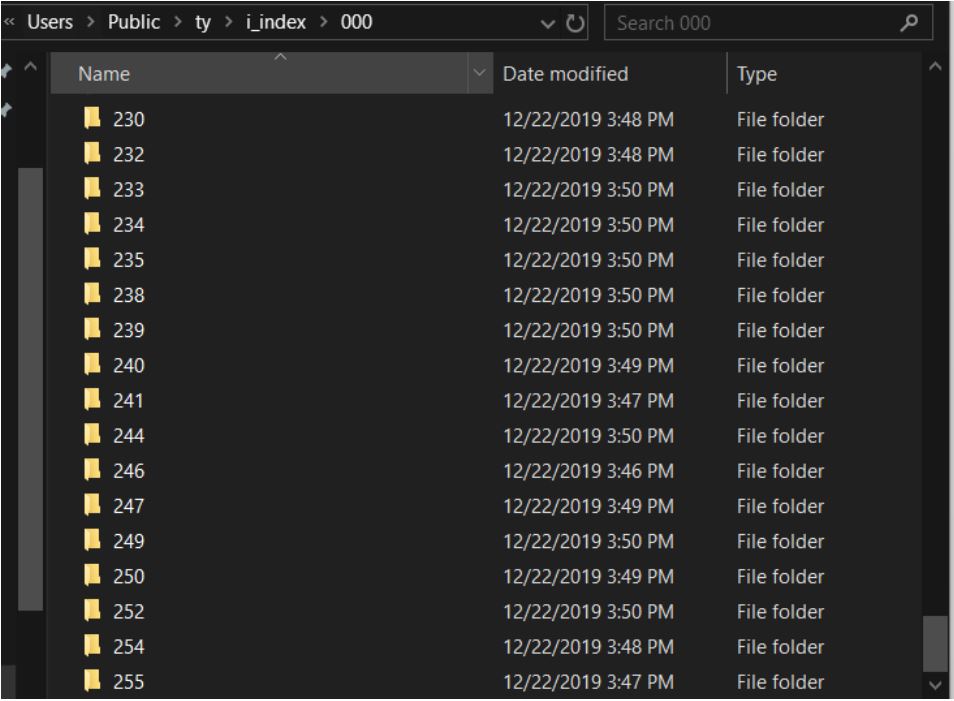 « Users > Public > ty > i_index > 000 Search 000
Name Date modified Type
230 12/22/2019 3:48 PM File folder
232 12/22/2019 3:48 PM File folder
233 12/22/2019 3:50 PM File folder
234 12/22/2019 3:50 PM File folder
235 12/22/2019 3:50 PM File folder
238 12/22/2019 3:50 PM File folder
239 12/22/2019 3:50 PM File folder
240 12/22/2019 3:49 PM File folder
241 12/22/2019 3:47 PM File folder
244 12/22/2019 3:50 PM File folder
246 12/22/2019 3:46 PM File folder
247 12/22/2019 3:49 PM File folder
249 12/22/2019 3:50 PM File folder
250 12/22/2019 3:49 PM File folder
252 12/22/2019 3:50 PM File folder
254 12/22/2019 3:48 PM File folder
255 12/22/2019 3:47 PM File folder